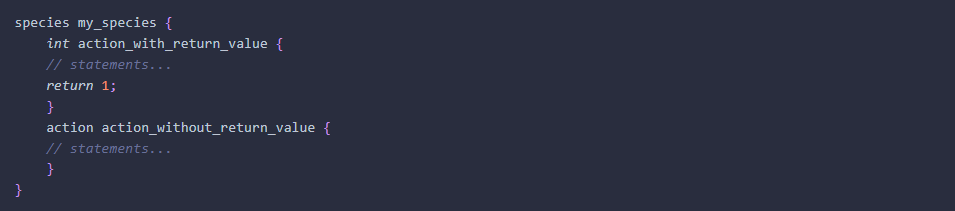 species my_species {
    int action_with_return_value {
    // statements...
    return 1;
    }
    action action_without_return_value {
    // statements...
    }
}